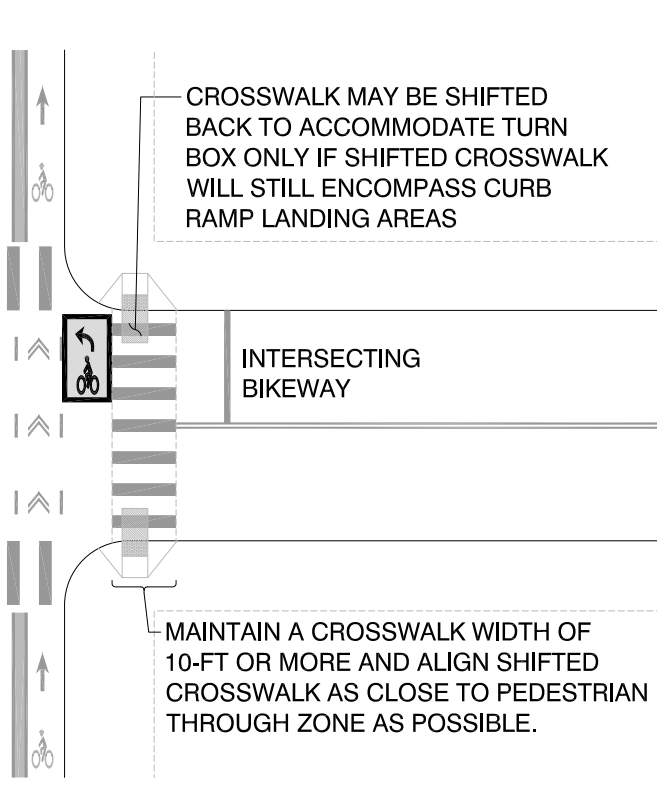 CROSSWALK MAY BE SHIFTED
BACK TO ACCOMMODATE TURN
BOX ONLY IF SHIFTED CROSSWALK
WILL STILL ENCOMPASS CURB
RAMP LANDING AREAS
INTERSECTING
BIKEWAY
MAINTAIN A CROSSWALK WIDTH OF
10-FT OR MORE AND ALIGN SHIFTED
CROSSWALK AS CLOSE TO PEDESTRIAN
THROUGH ZONE AS POSSIBLE.